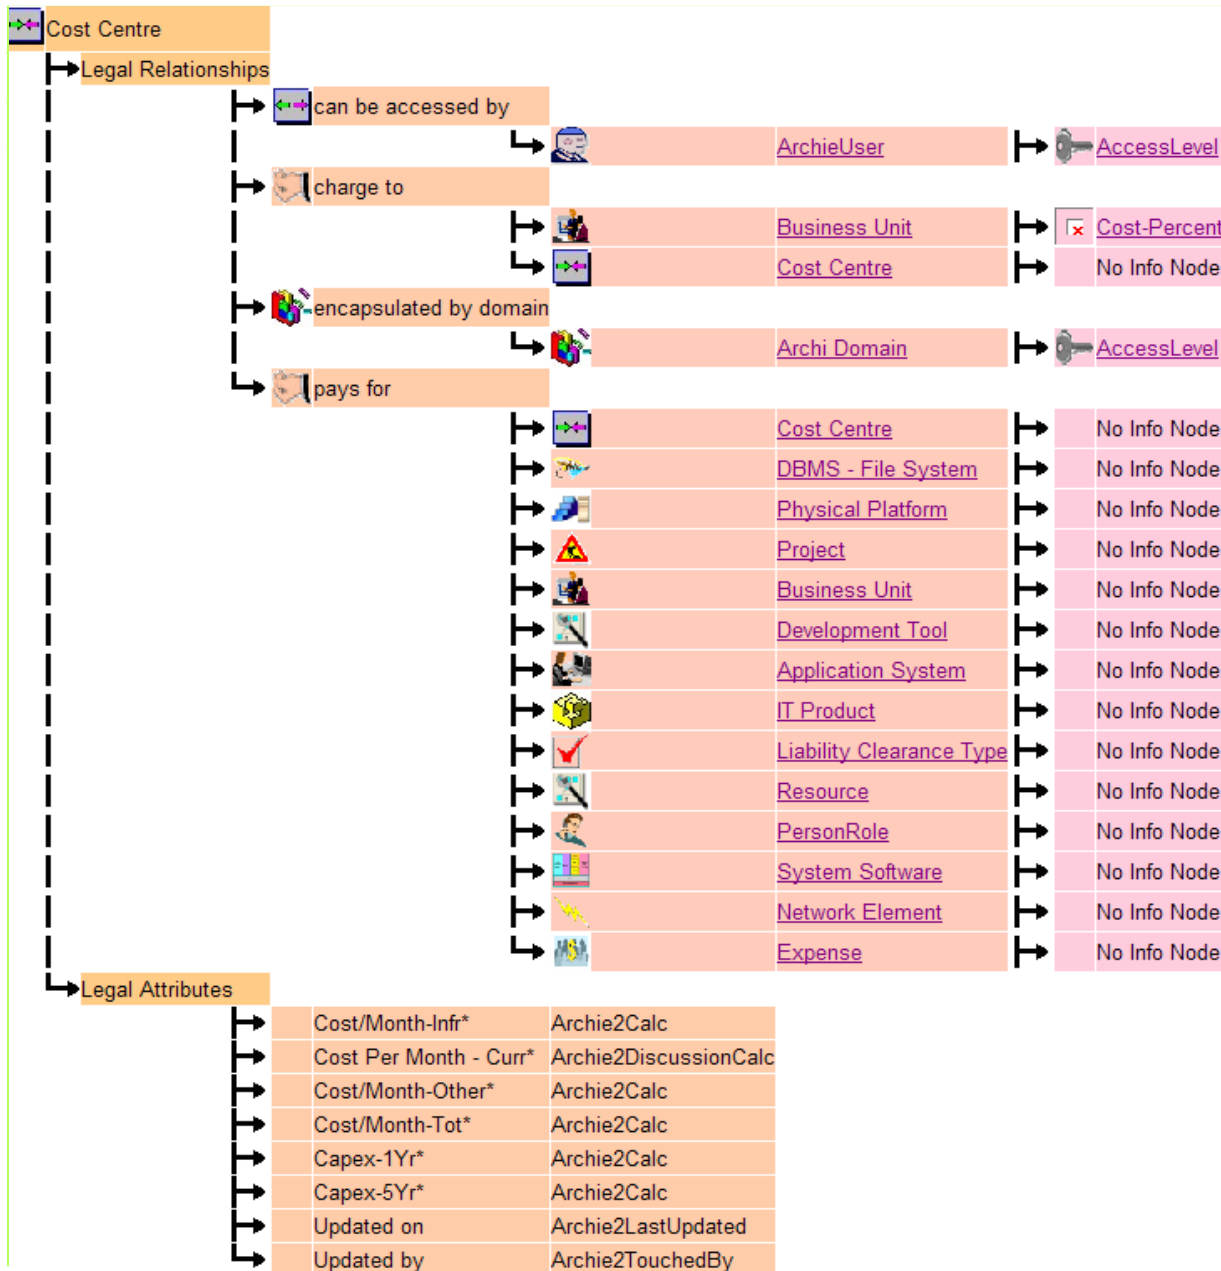 Cost Centre
Legal Relationships
can be accessed by
ArchieUser AccessLevel
charge to
Business Unit Cost-Percent
Cost Centre No Info Node
encapsulated by domain
Archi Domain AccessLevel
pays for
Cost Centre No Info Node
DBMS - File System No Info Node
Physical Platform No Info Node
Project No Info Node
Business Unit No Info Node
Development Tool No Info Node
Application System No Info Node
IT Product No Info Node
Liability Clearance Type No Info Node
Resource No Info Node
PersonRole No Info Node
System Software No Info Node
Network Element No Info Node
Expense No Info Node
Legal Attributes
Cost/Month-Infr* Archie2Calc
Cost Per Month - Curr* Archie2DiscussionCalc
Cost/Month-Other* Archie2Calc
Cost/Month-Tot* Archie2Calc
Capex-1Yr* Archie2Calc
Capex-5Yr* Archie2Calc
Updated on Archie2LastUpdated
Updated by Archie2TouchedBy